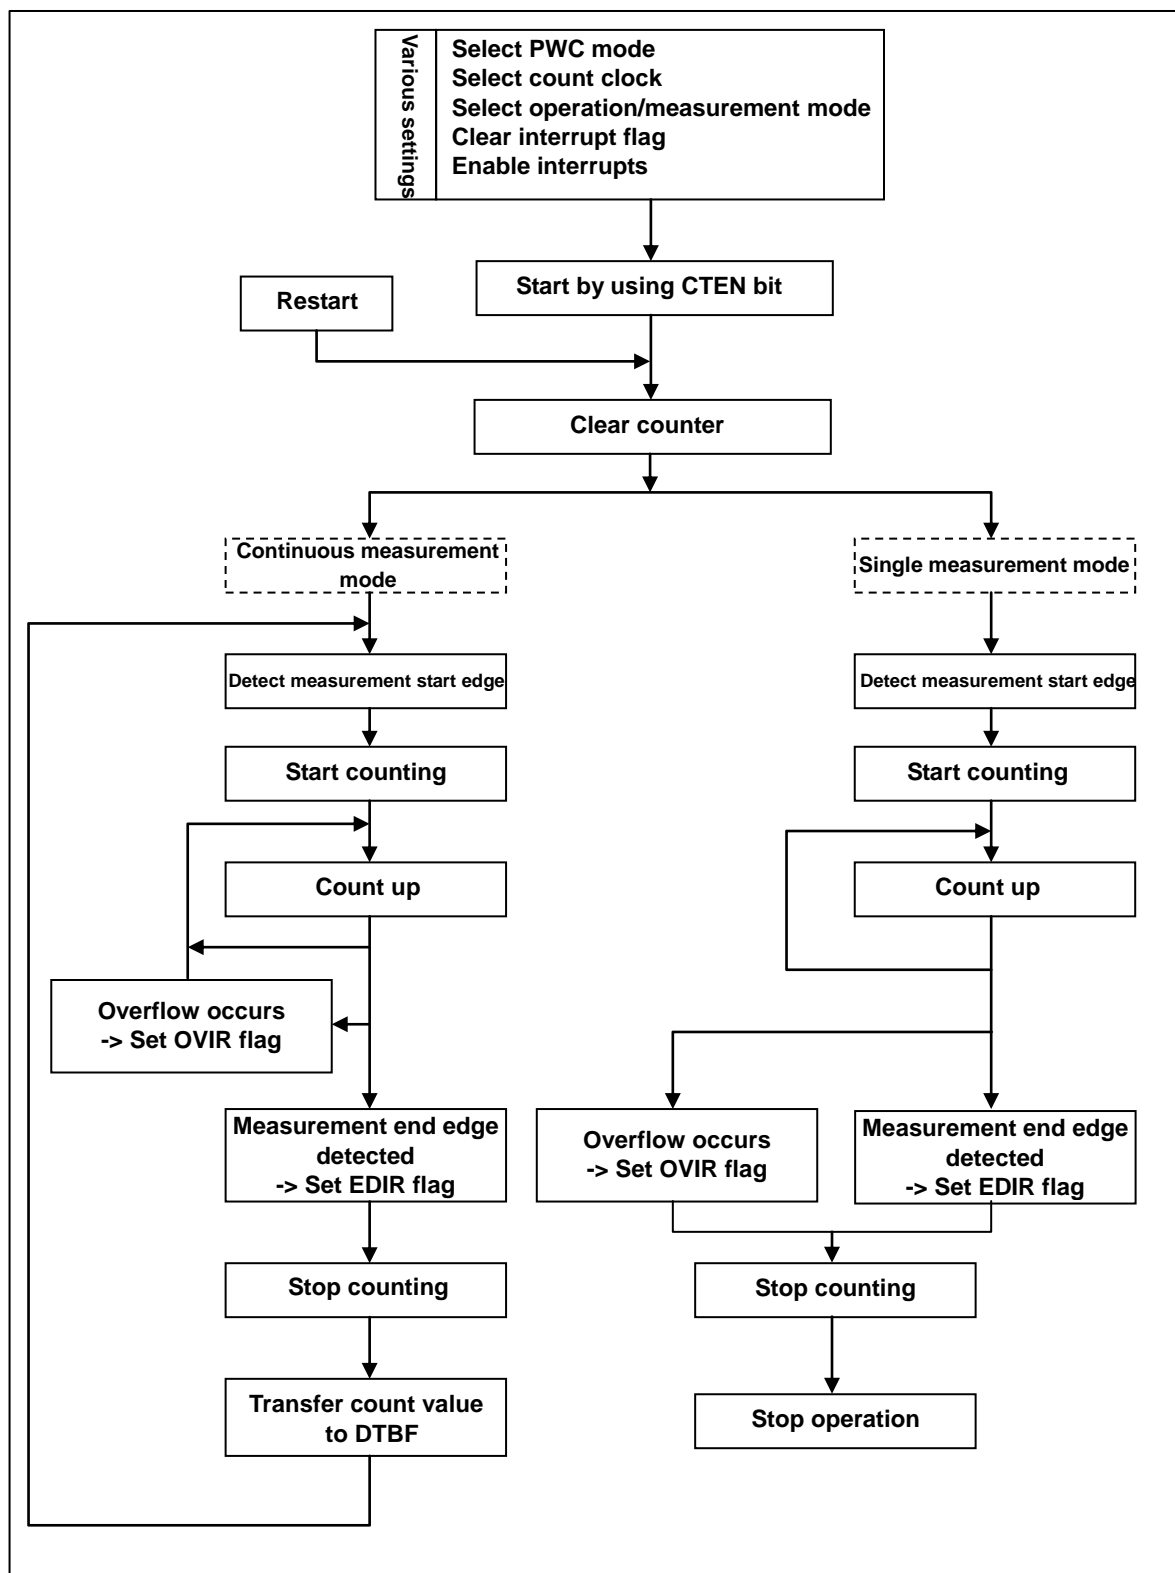 Various settings
Select PWC mode
Select count clock
Select operation/measurement mode
Clear interrupt flag
Enable interrupts
Start by using CTEN bit
Restart
Clear counter
Continuous measurement
mode
Detect measurement start edge
Start counting
Count up
Overflow occurs
-> Set OVIR flag
Measurement end edge
detected
-> Set EDIR flag
Stop counting
Transfer count value
to DTBF
Single measurement mode
Detect measurement start edge
Start counting
Count up
Overflow occurs
-> Set OVIR flag
Measurement end edge
detected
-> Set EDIR flag
Stop counting
Stop operation